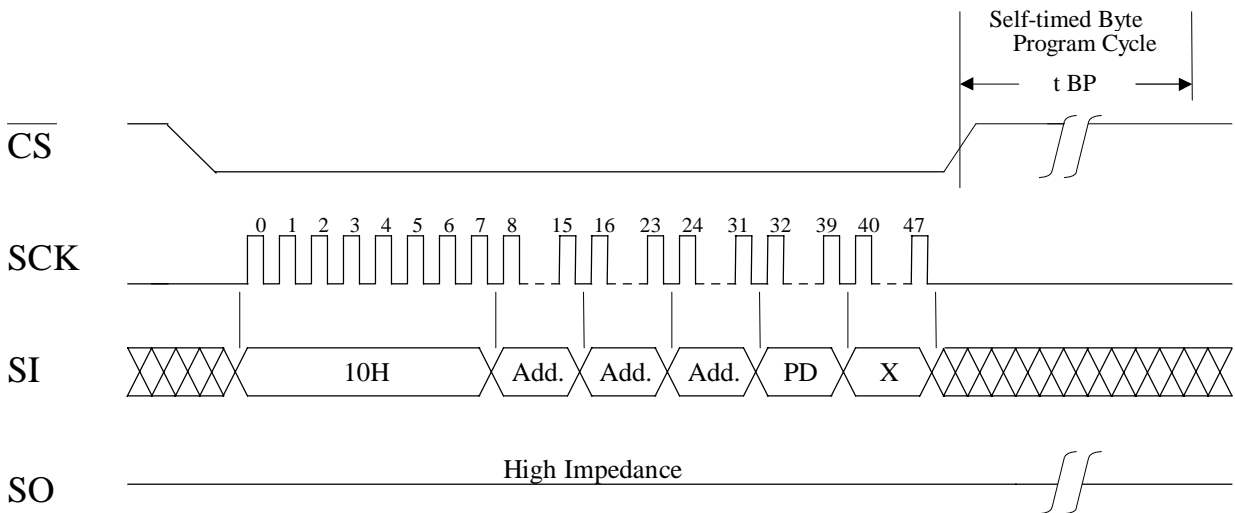 Self-timed Byte
Program Cycle
t BP
CS
SCK
0 1 2 3 4 5 6 7 8 15 16 23 24 31 32 39 40 47
SI
10H Add. Add. Add. PD X
SO
High Impedance